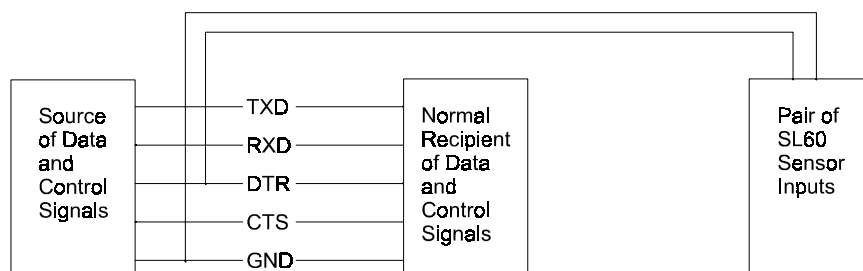 Source
of Data
and
Control
Signals
TXD
RXD
DTR
CTS
GND
Normal
Recipient
of Data
and
Control
Signals
Pair of
SL60
Sensor
Inputs